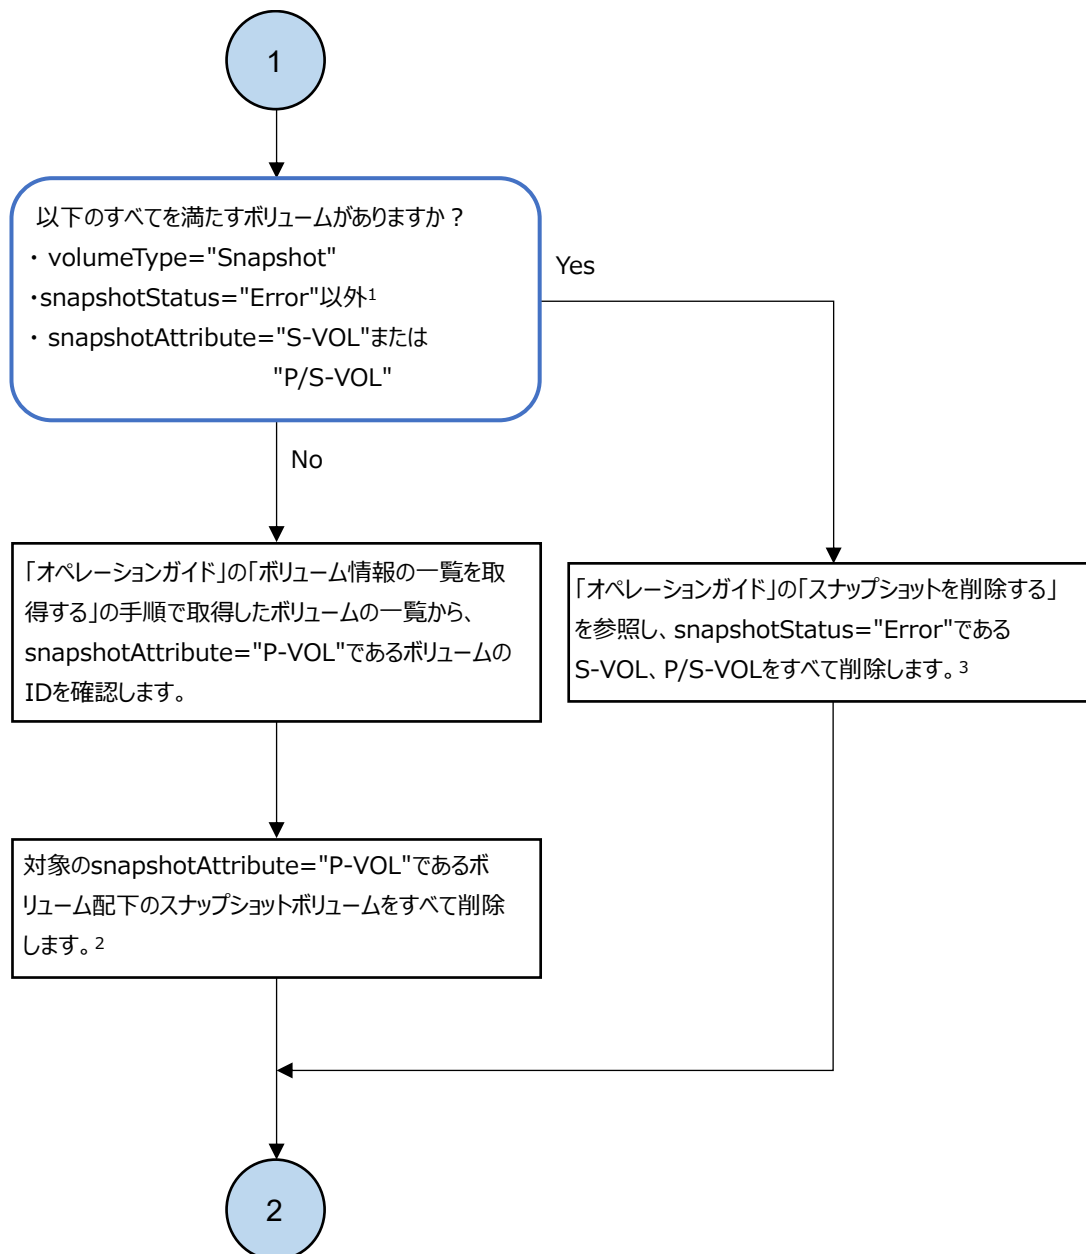 1
以下のすべてを満たすボリュームがありますか？
・ volumeType="Snapshot"
・snapshotStatus="Error"以外1
・ snapshotAttribute="S-VOL"または
"P/S-VOL"
Yes
No
「オペレーションガイド」の「ボリューム情報の一覧を取
得する」の手順で取得したボリュームの一覧から、
snapshotAttribute="P-VOL"であるボリュームの
IDを確認します。
「オペレーションガイド」の「スナップショットを削除する」
を参照し、snapshotStatus="Error"である
S-VOL、P/S-VOLをすべて削除します。3
対象のsnapshotAttribute="P-VOL"であるボ
リューム配下のスナップショットボリュームをすべて削除
します。2
2